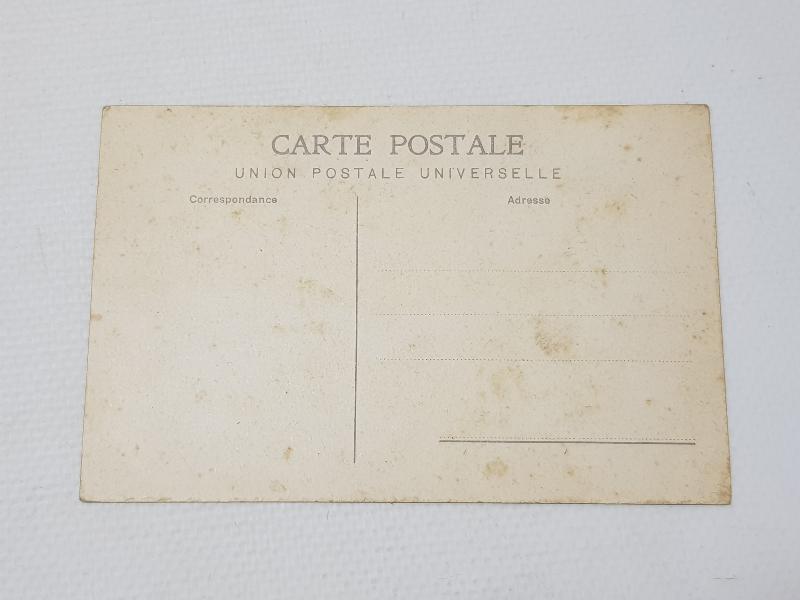 CARTE POSTALE
UNION POSTALE UNIVERSELLE
Correspondance
Adresse